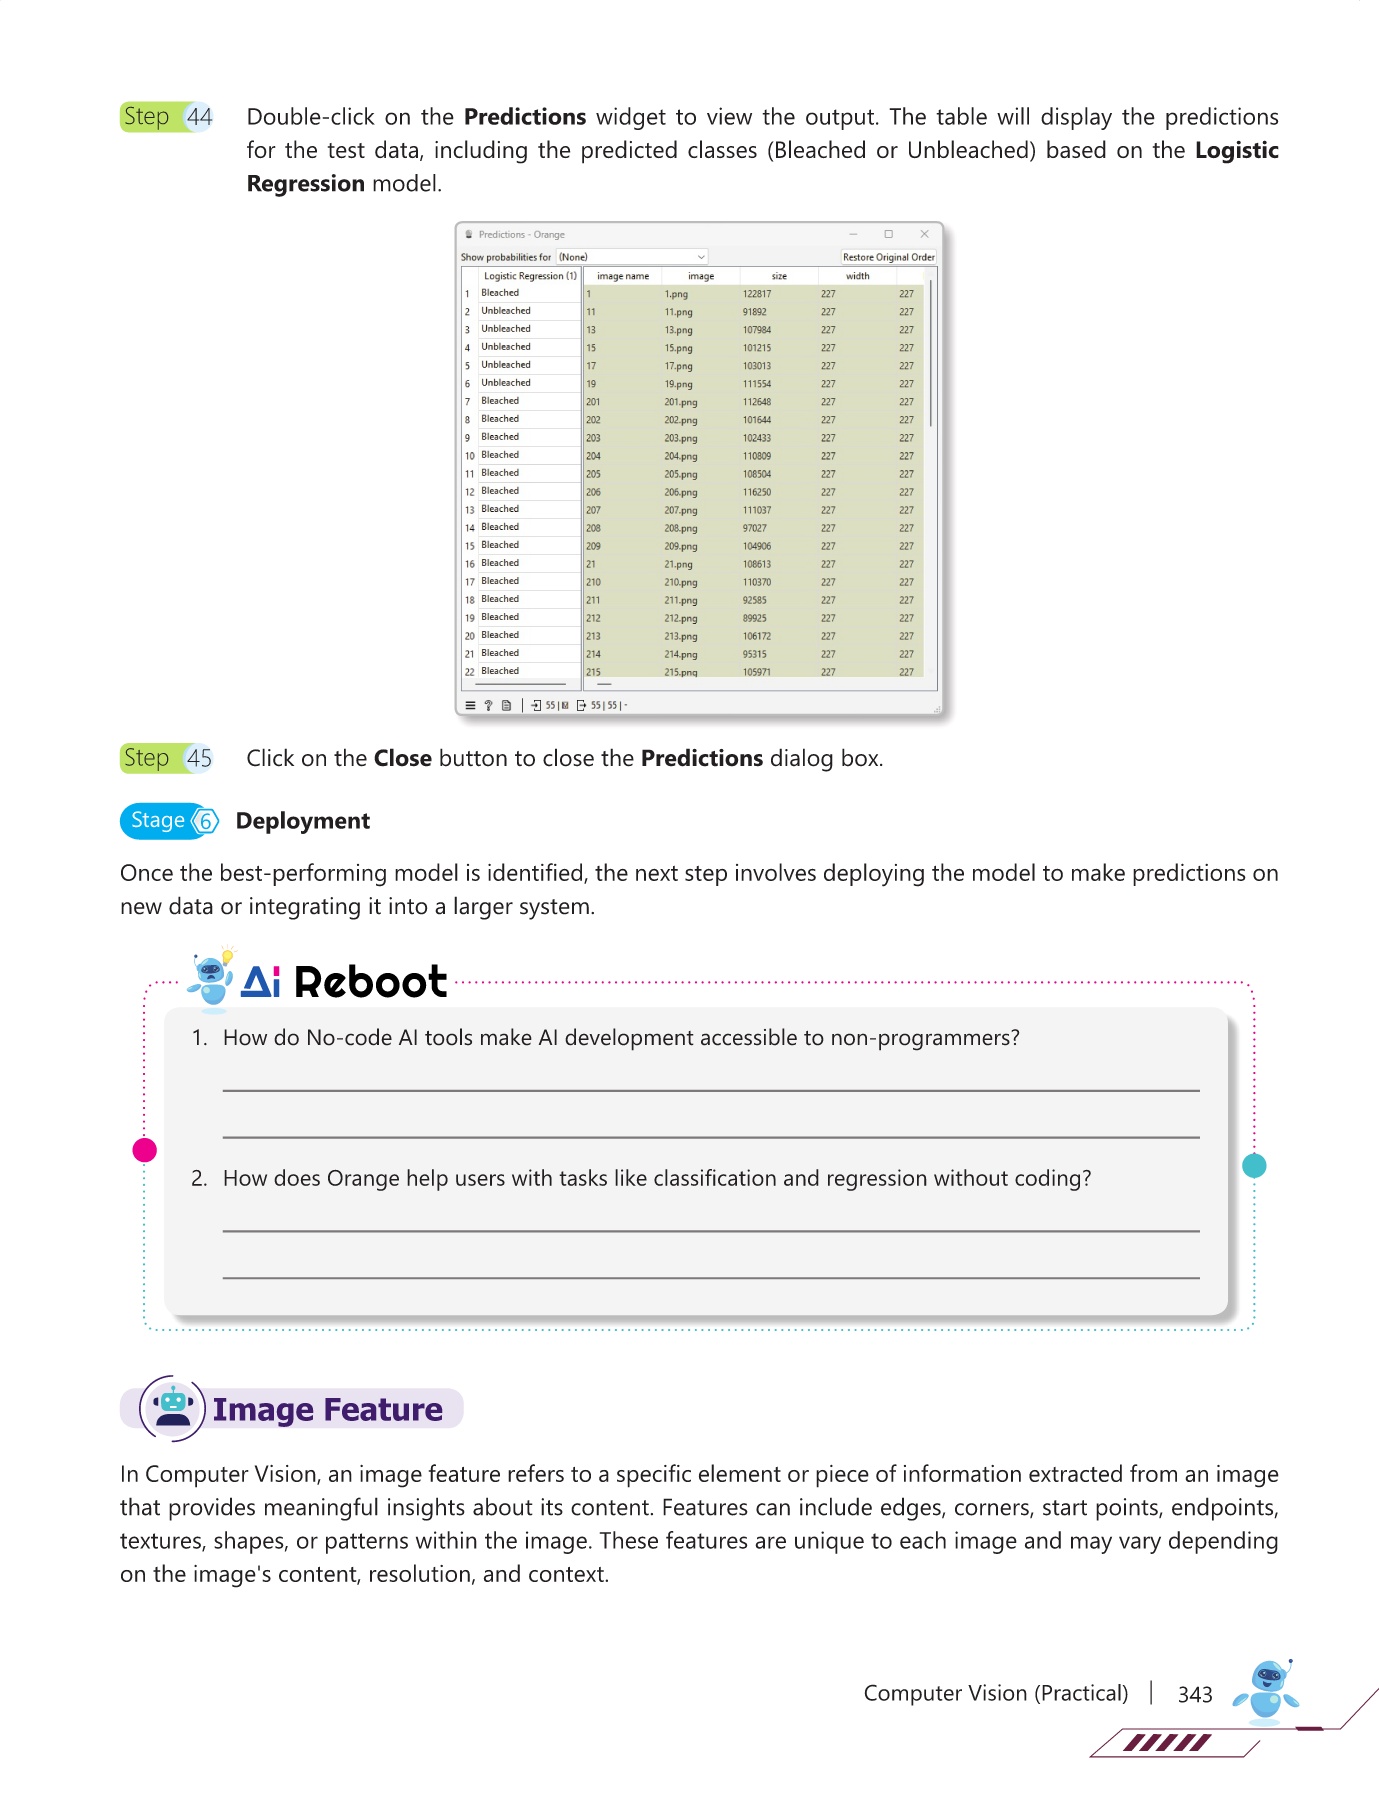 Step 44 Double-click on the Predictions widget to view the output. The table will display the predictions
for the test data, including the predicted classes (Bleached or Unbleached) based on the Logistic
Regression model.
Predictions - Orange
Show probabilities for (None) Restore Original Order
Logistic Regression (1) image name image size width
1 Bleached 1 1.png 122817 227 227
2 Unbleached 11 11.png 91892 227 227
3 Unbleached 13 13.png 107984 227 227
4 Unbleached 15 15.png 101215 227 227
5 Unbleached 17 17.png 103013 227 227
6 Unbleached 19 19.png 111554 227 227
7 Bleached 201 201.png 112648 227 227
8 Bleached 202 202.png 101644 227 227
9 Bleached 203 203.png 102433 227 227
10 Bleached 204 204.png 110809 227 227
11 Bleached 205 205.png 108504 227 227
12 Bleached 206 206.png 116250 227 227
13 Bleached 207 207.png 111037 227 227
14 Bleached 208 208.png 97027 227 227
15 Bleached 209 209.png 104906 227 227
16 Bleached 21 21.png 108613 227 227
17 Bleached 210 210.png 110370 227 227
18 Bleached 211 211.png 92585 227 227
19 Bleached 212 212.png 89925 227 227
20 Bleached 213 213.png 106172 227 227
21 Bleached 214 214.png 95315 227 227
22 Bleached 215 215.png 105971 227 227
55 | 55 | 55 | -
Step 45 Click on the Close button to close the Predictions dialog box.
Stage 6 Deployment
Once the best-performing model is identified, the next step involves deploying the model to make predictions on
new data or integrating it into a larger system.
Ai Reboot
1. How do No-code AI tools make AI development accessible to non-programmers?
2. How does Orange help users with tasks like classification and regression without coding?
Image Feature
In Computer Vision, an image feature refers to a specific element or piece of information extracted from an image
that provides meaningful insights about its content. Features can include edges, corners, start points, endpoints,
textures, shapes, or patterns within the image. These features are unique to each image and may vary depending
on the image's content, resolution, and context.
Computer Vision (Practical) | 343